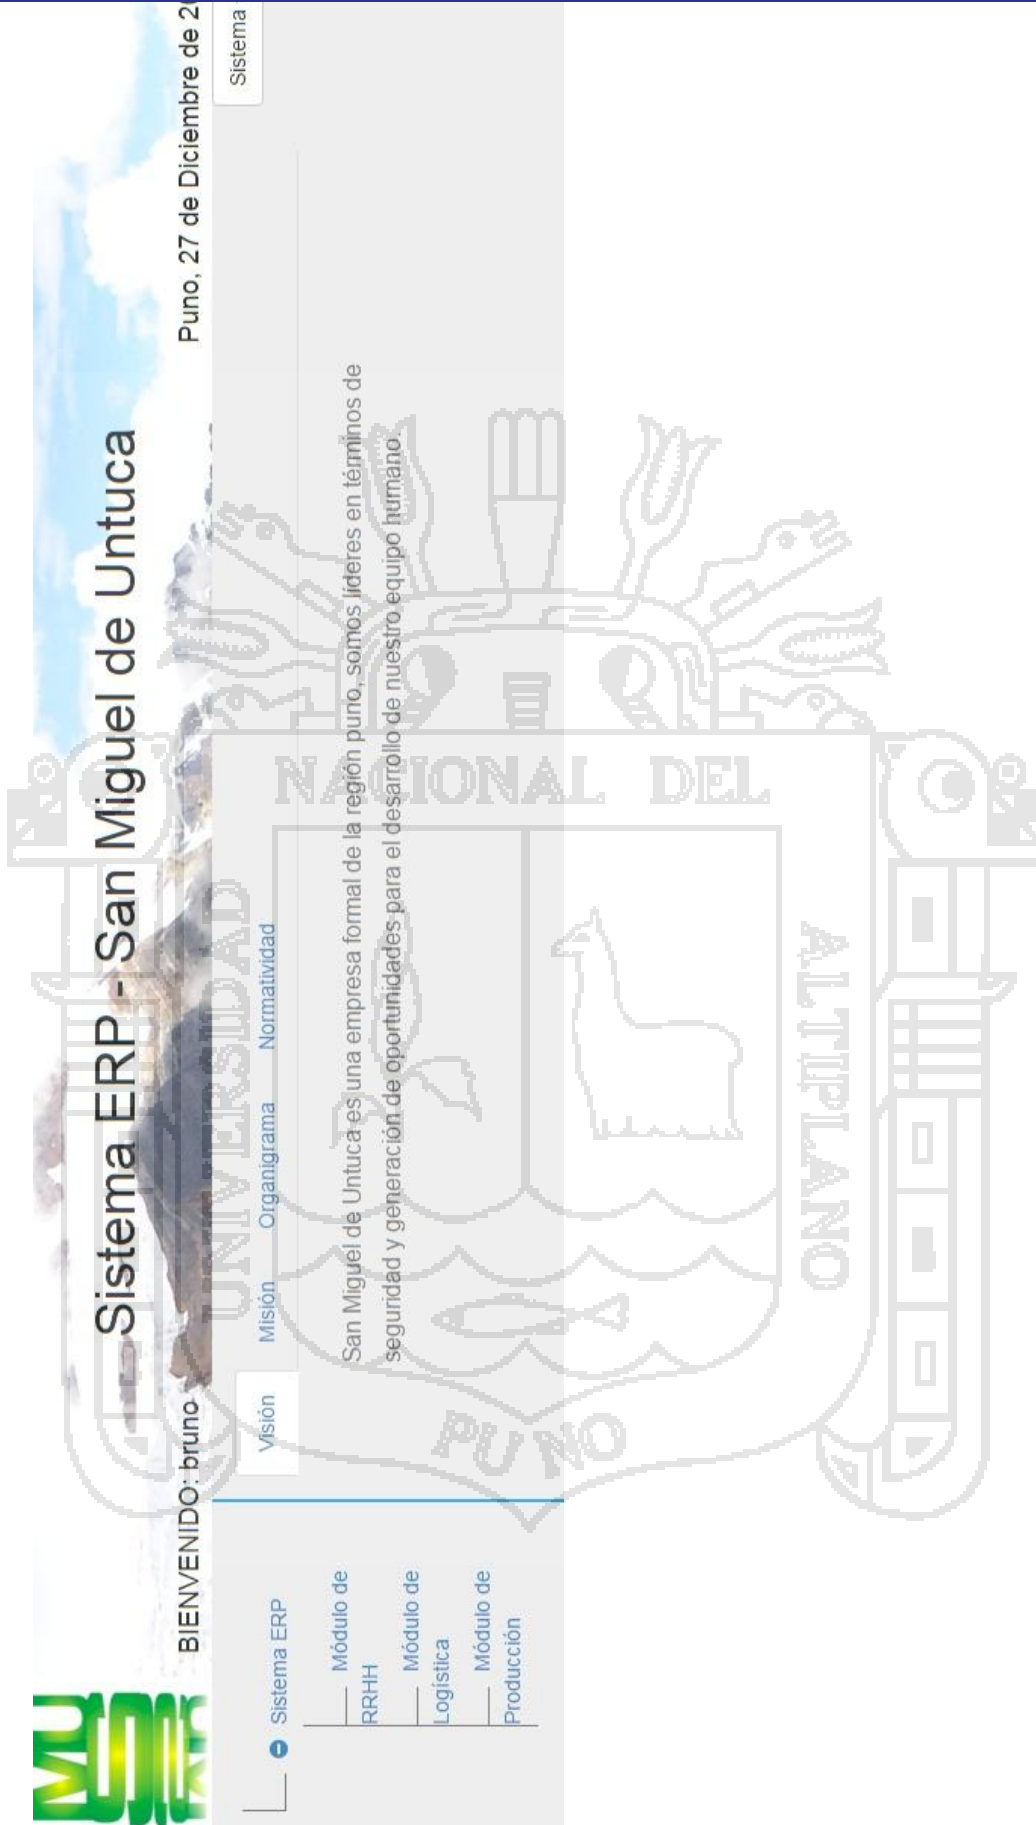 Sistema ERP - San Miguel de Untuca
BIENVENIDO: bruno
Puno, 27 de Diciembre de
Sistema
Sistema ERP
Módulo de
RRHH
Módulo de
Logística
Módulo de
Producción
Visión Misión Organigrama Normatividad
San Miguel de Untuca es una empresa formal de la región puno, somos líderes en términos de
seguridad y generación de oportunidades para el desarrollo de nuestro equipo humano.
UNIVERSIDAD
NACIONAL DEL
ALTIPLANO
PUNO